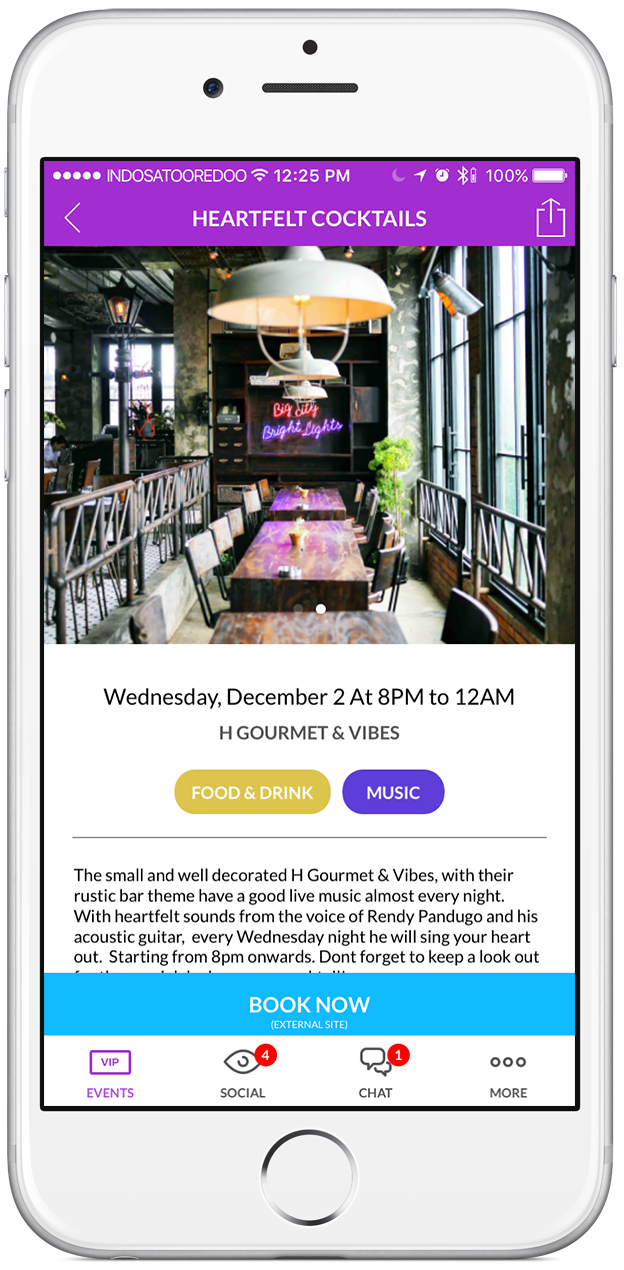 INDOSATOOREDOO 12:25 PM 100%
HEARTFELT COCKTAILS
Big City
Bright Lights
Wednesday, December 2 At 8PM to 12AM
H GOURMET & VIBES
FOOD & DRINK MUSIC
The small and well decorated H Gourmet & Vibes, with their
rustic bar theme have a good live music almost every night.
With heartfelt sounds from the voice of Rendy Pandugo and his
acoustic guitar, every Wednesday night he will sing your heart
out. Starting from 8pm onwards. Dont forget to keep a look out
BOOK NOW
(EXTERNAL SITE)
VIP 4 1
EVENTS SOCIAL CHAT MORE